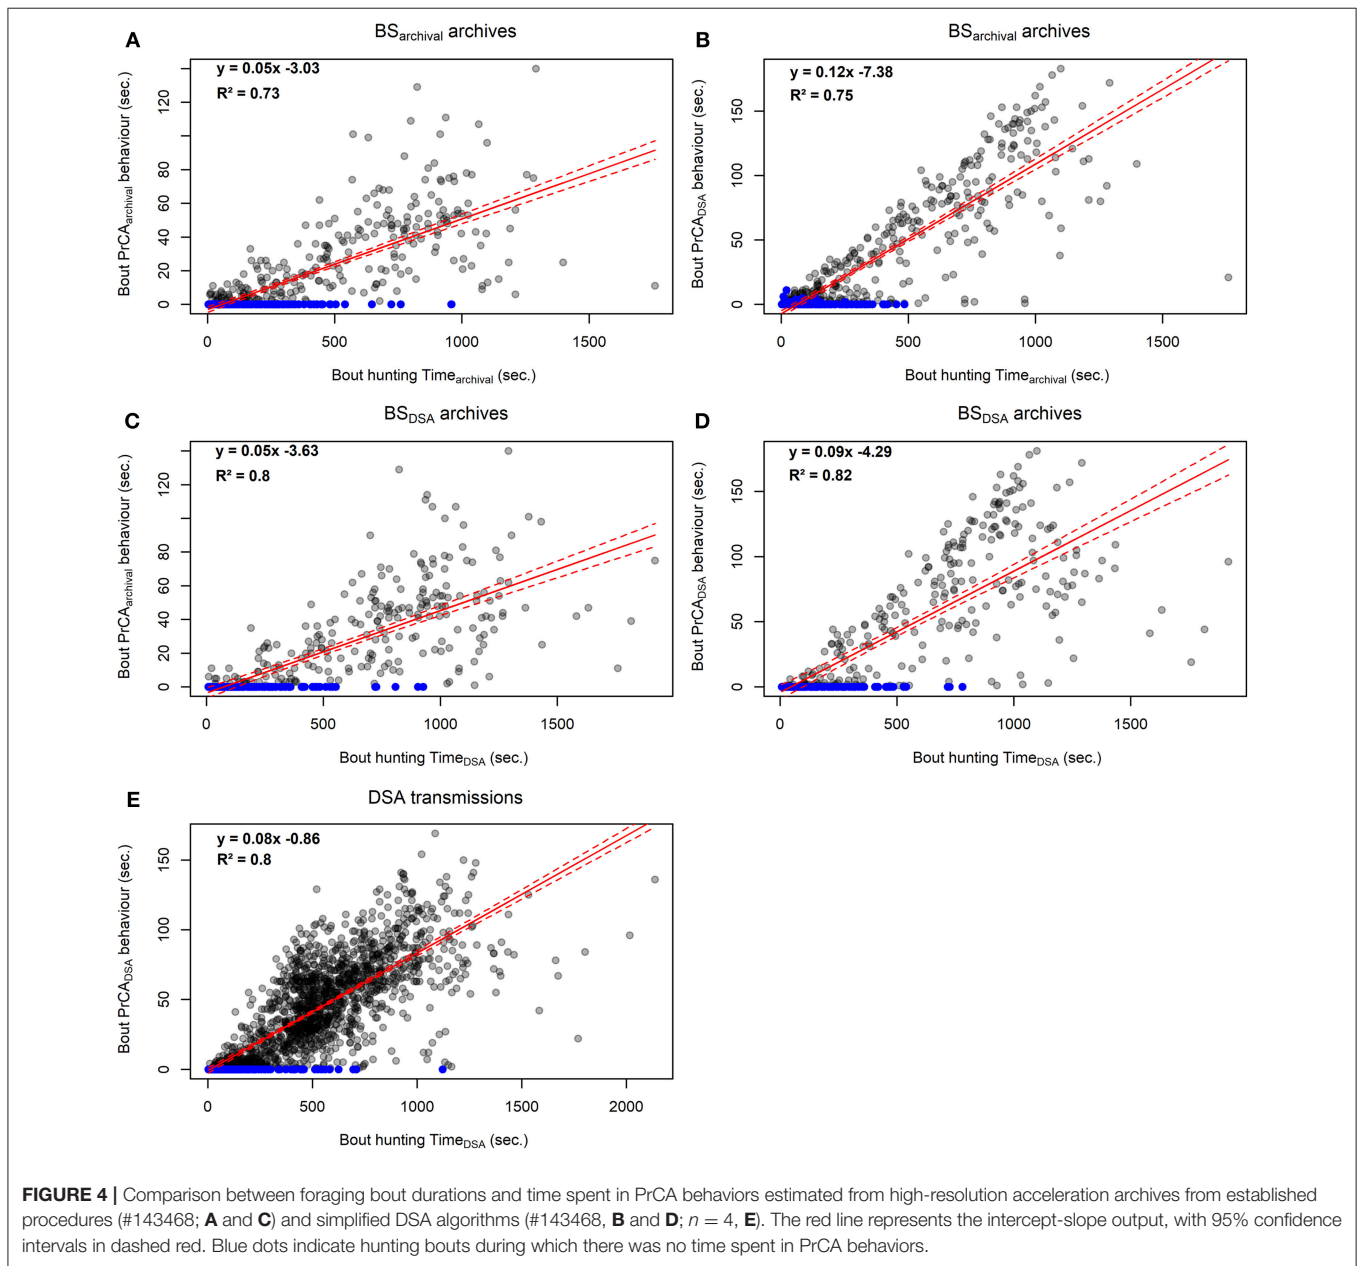 A
BSarchival archives
y = 0.05x -3.03
R² = 0.73
Bout PrCAarchival behaviour (sec.)
0 20 40 60 80 120
0 500 1000 1500
Bout hunting Timearchival (sec.)
B
BSarchival archives
y = 0.12x -7.38
R² = 0.75
Bout PrCADSA behaviour (sec.)
0 50 100 150
0 500 1000 1500
Bout hunting Timearchival (sec.)
C
BSDSA archives
y = 0.05x -3.63
R² = 0.8
Bout PrCAarchival behaviour (sec.)
0 20 40 60 80 120
0 500 1000 1500
Bout hunting TimeDSA (sec.)
D
BSDSA archives
y = 0.09x -4.29
R² = 0.82
Bout PrCADSA behaviour (sec.)
0 50 100 150
0 500 1000 1500
Bout hunting TimeDSA (sec.)
E
DSA transmissions
y = 0.08x -0.86
R² = 0.8
Bout PrCADSA behaviour (sec.)
0 50 100 150
0 500 1000 1500 2000
Bout hunting TimeDSA (sec.)
FIGURE 4 | Comparison between foraging bout durations and time spent in PrCA behaviors estimated from high-resolution acceleration archives from established
procedures (#143468; A and C) and simplified DSA algorithms (#143468, B and D; n = 4, E). The red line represents the intercept-slope output, with 95% confidence
intervals in dashed red. Blue dots indicate hunting bouts during which there was no time spent in PrCA behaviors.